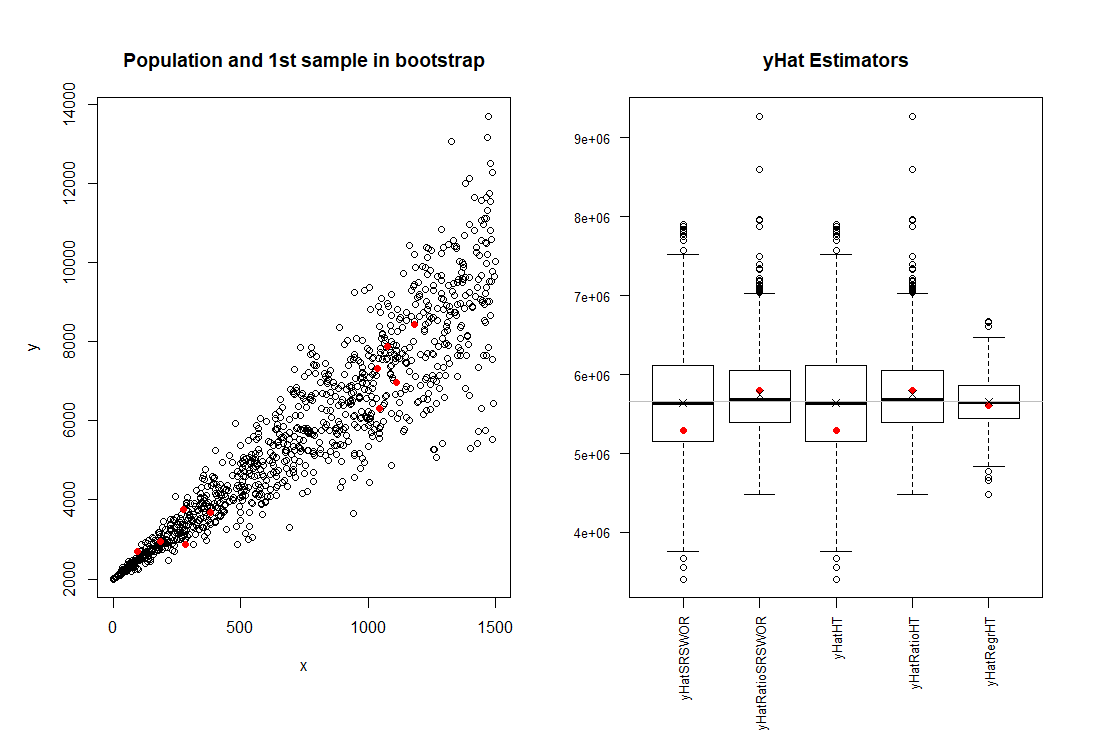 Population and 1st sample in bootstrap
y
14000
12000
10000
8000
6000
4000
2000
0
500
1000
1500
x
yHat Estimators
9e+06
8e+06
7e+06
6e+06
5e+06
4e+06
yHatSRSWOR
yHatRatioSRSWOR
yHatHT
yHatRatioHT
yHatRegrHT